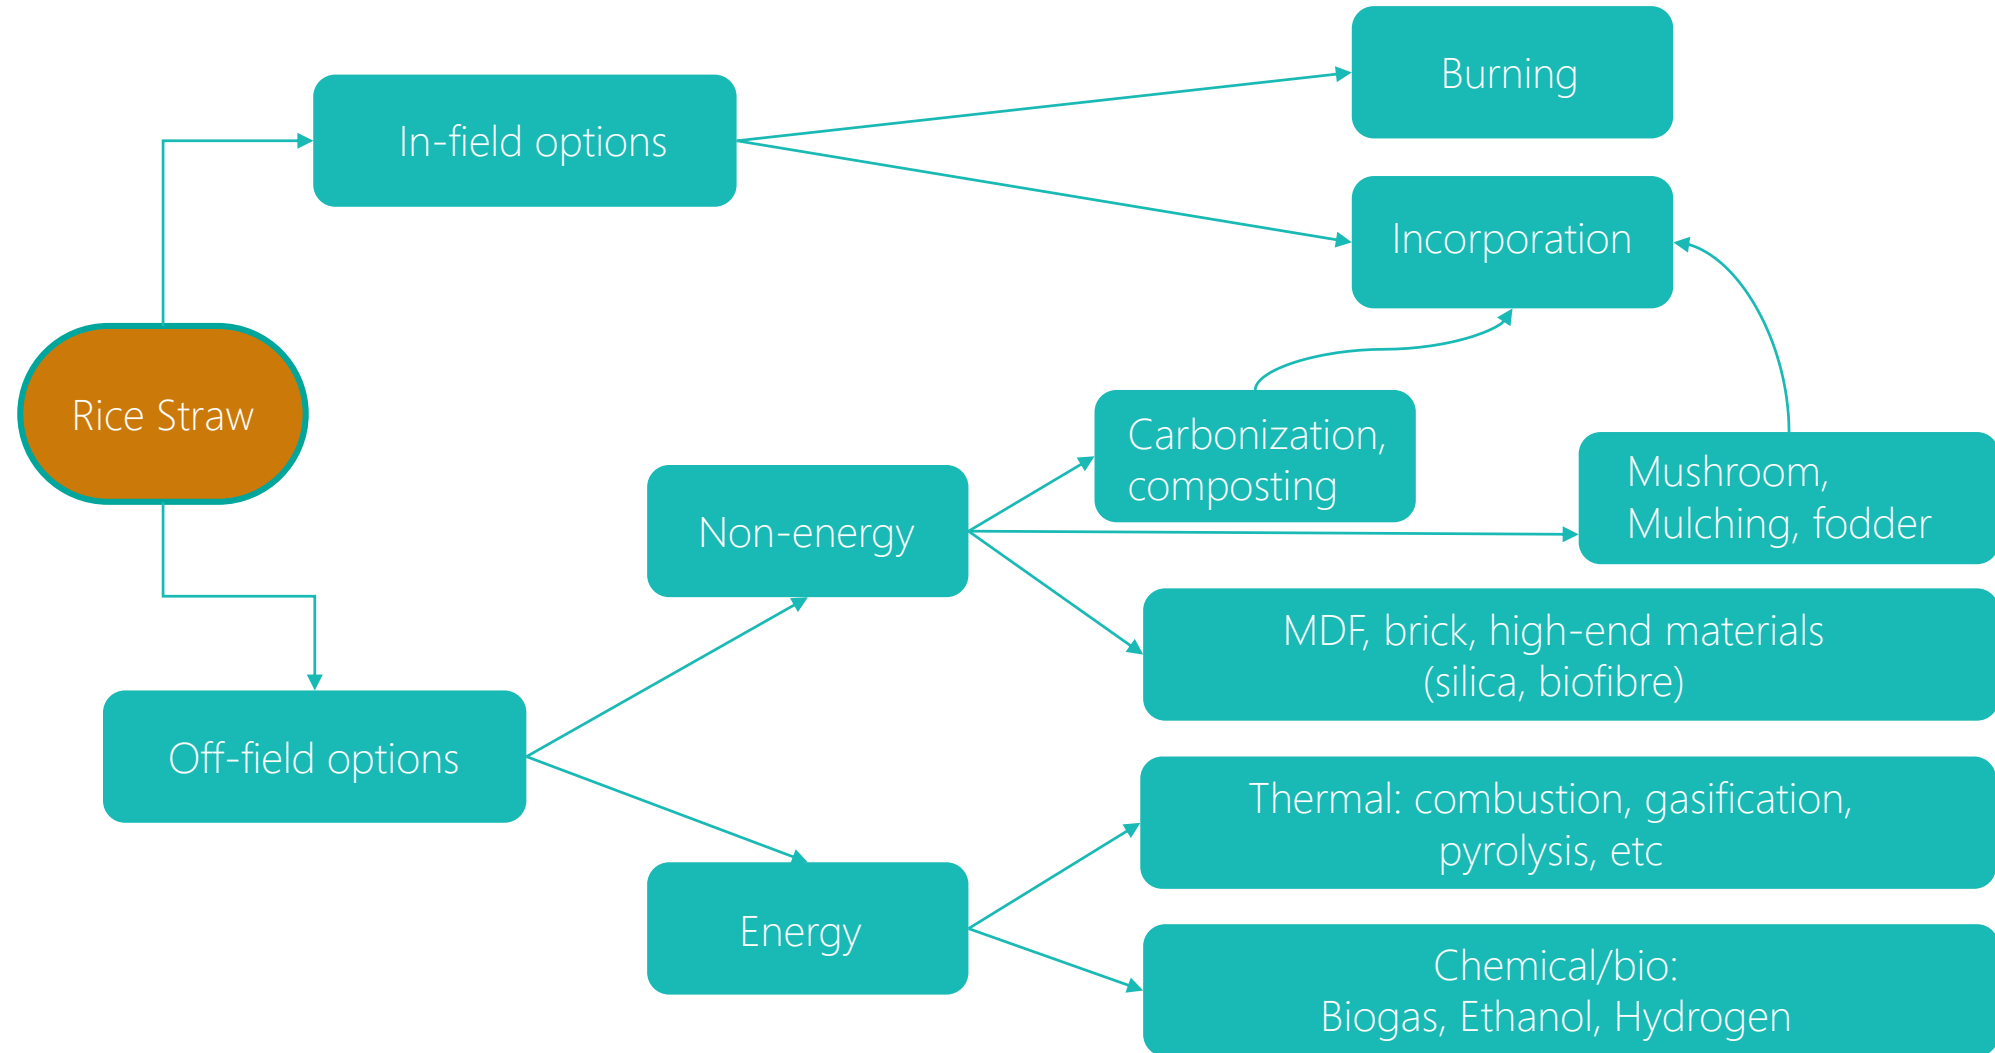 Burning
In-field options
Incorporation
Rice Straw
Carbonization,
composting
Mushroom,
Mulching, fodder
Non-energy
MDF, brick, high-end materials
(silica, biofibre)
Off-field options
Thermal: combustion, gasification,
pyrolysis, etc
Energy
Chemical/bio:
Biogas, Ethanol, Hydrogen